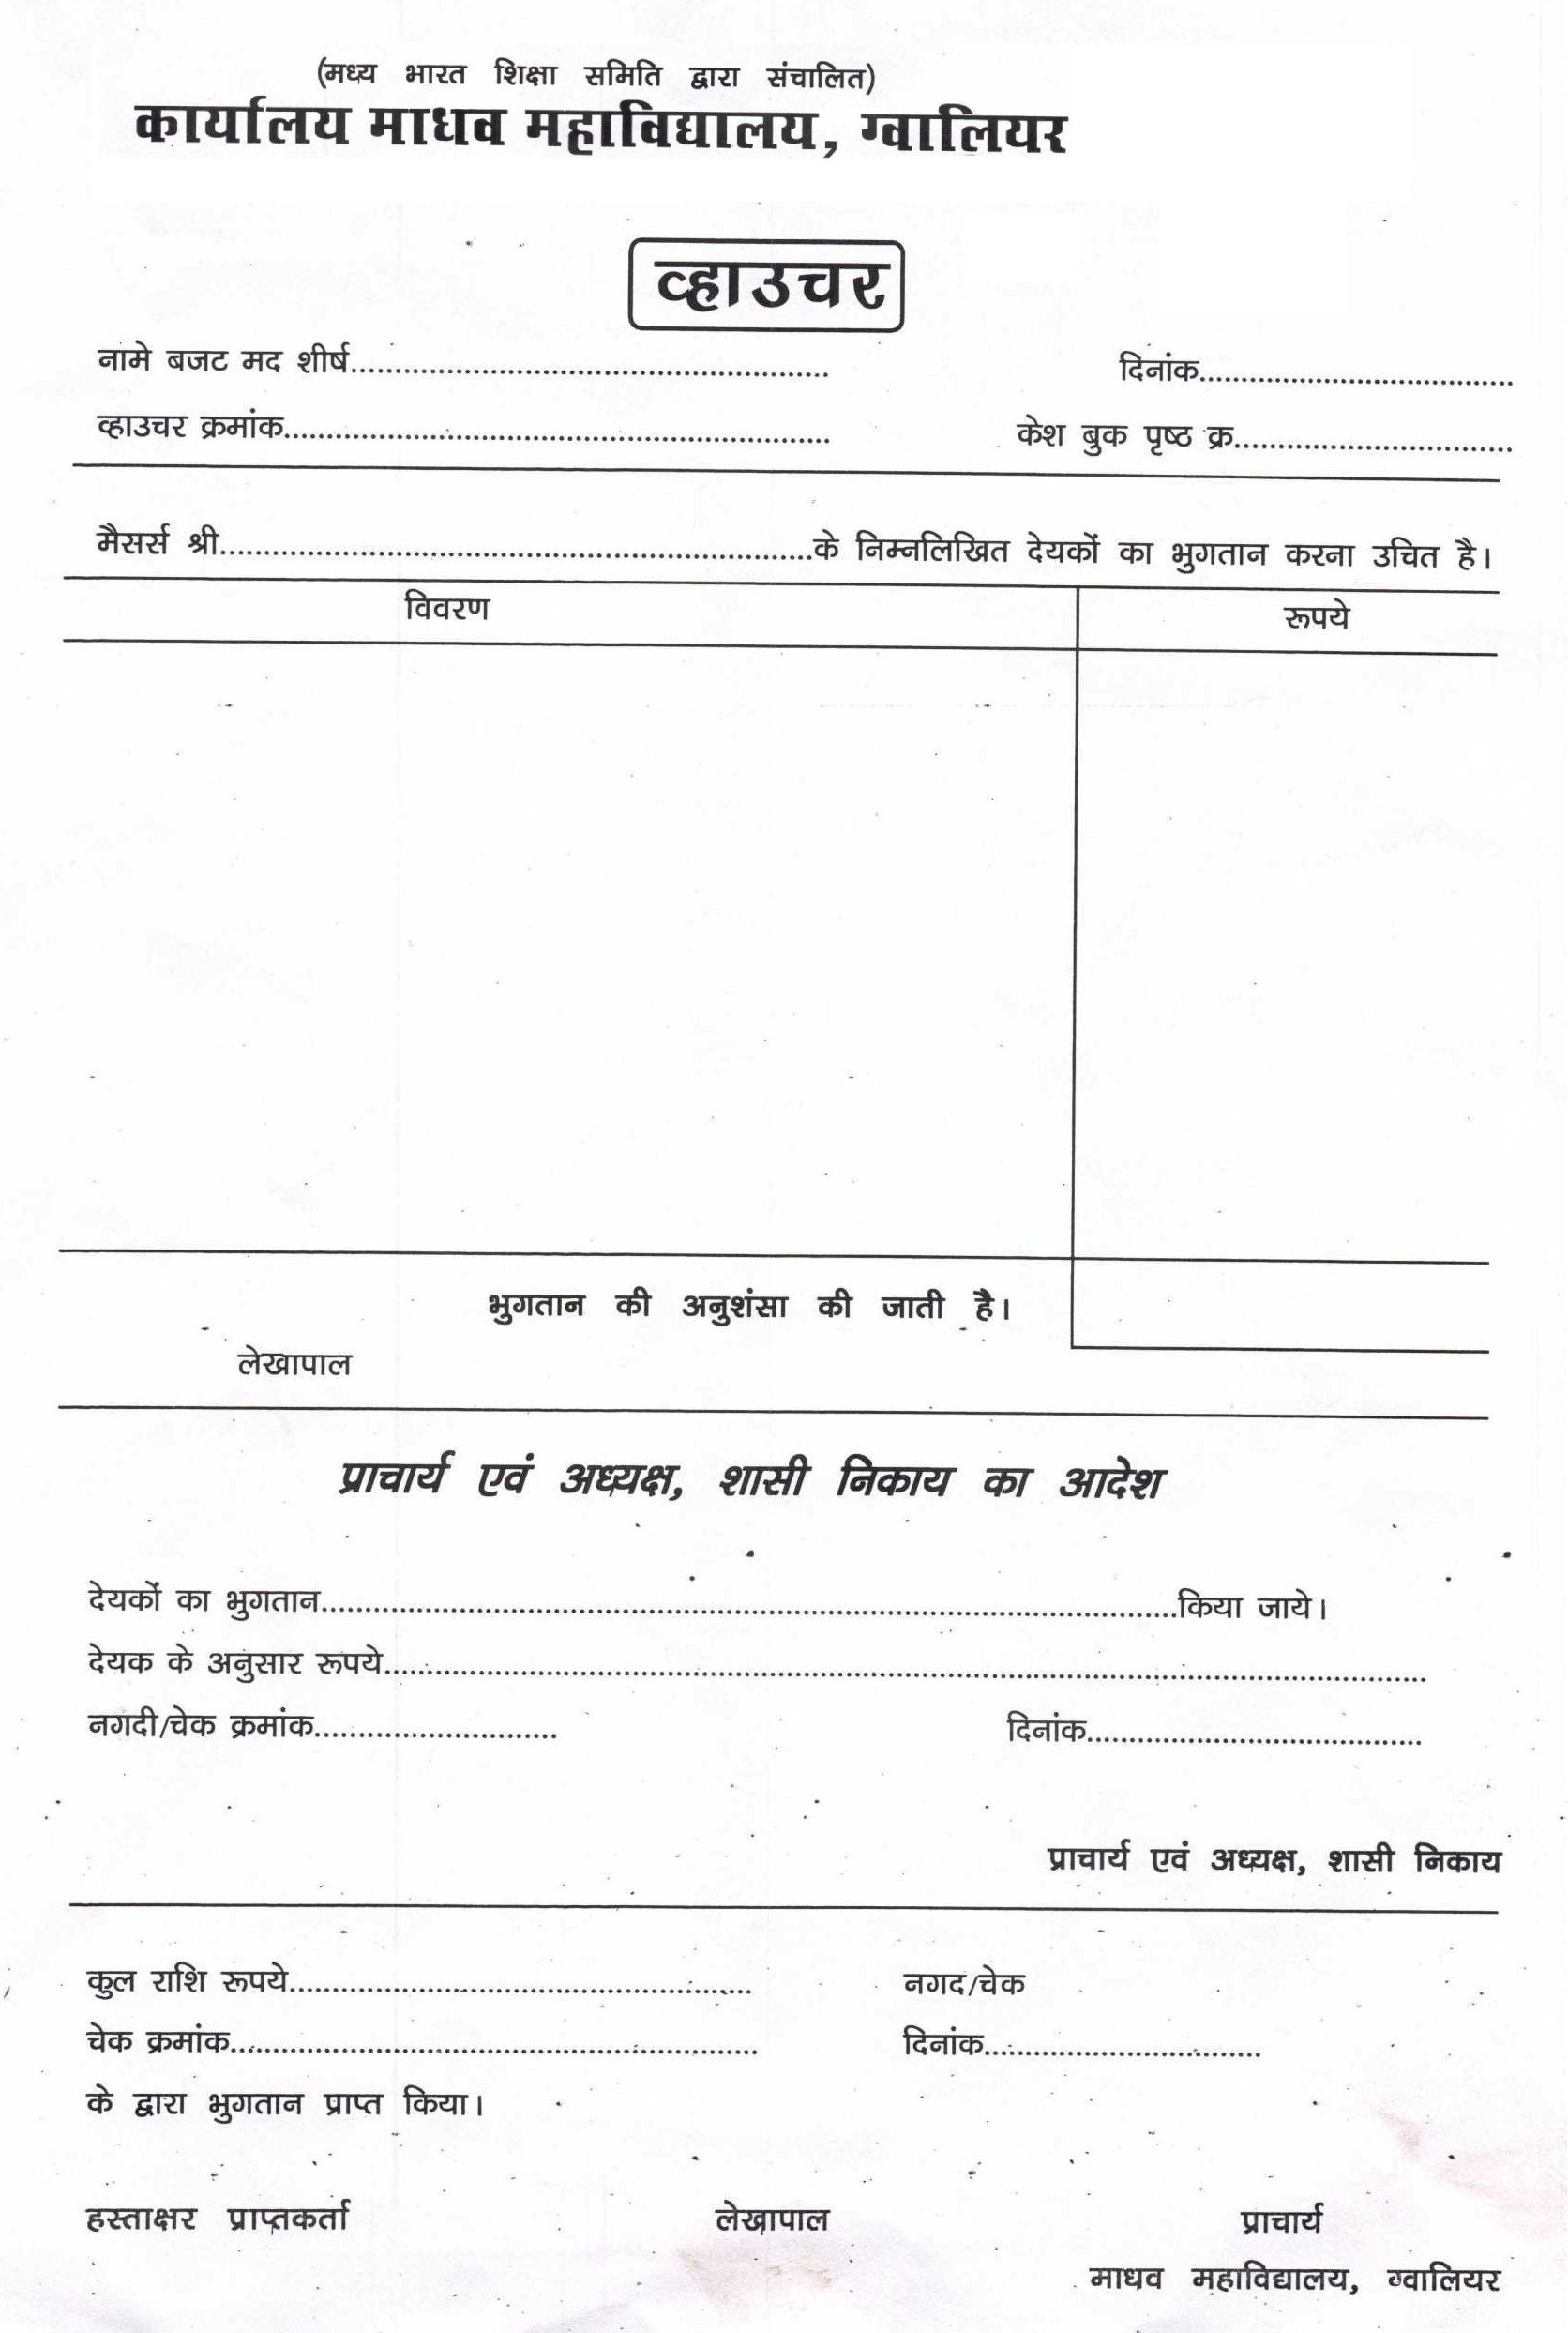 (मध्य भारत शिक्षा समिति द्वारा संचालित)
कार्यालय माधव महाविद्यालय, ग्वालियर
व्हाउचर
नामे बजट मद शीर्ष.......................................................... दिनांक......................................
व्हाउचर क्रमांक.................................................................. केश बुक पृष्ठ क्र..................................
मैसर्स श्री........................................................................के निम्नलिखित देयकों का भुगतान करना उचित है।
विवरण रूपये
भुगतान की अनुशंसा की जाती है।
लेखापाल
प्राचार्य एवं अध्यक्ष, शासी निकाय का आदेश
देयकों का भुगतान........................................................................................................किया जाये।
देयक के अनुसार रूपये..............................................................................................................................
नगदी/चेक क्रमांक............................. दिनांक........................................
प्राचार्य एवं अध्यक्ष, शासी निकाय
कुल राशि रूपये........................................................ नगद/चेक
चेक क्रमांक................................................................ दिनांक.................................
के द्वारा भुगतान प्राप्त किया।
हस्ताक्षर प्राप्तकर्ता लेखापाल प्राचार्य
माधव महाविद्यालय, ग्वालियर